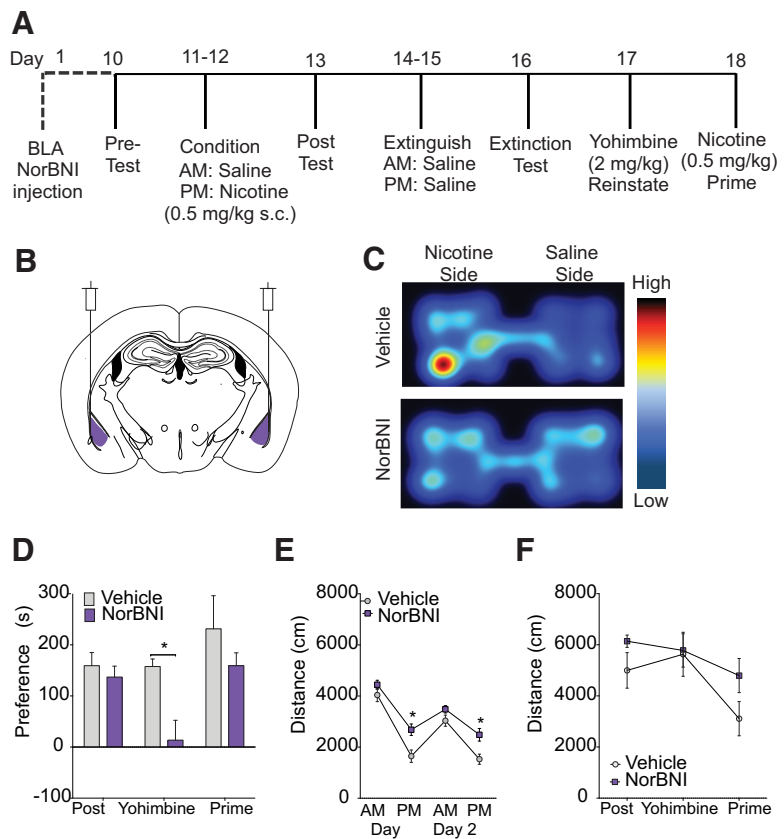 A
Day 1 10 11-12 13 14-15 16 17 18
BLA
NorBNI
injection
Pre-
Test
Condition
AM: Saline
PM: Nicotine
(0.5 mg/kg s.c.)
Post
Test
Extinguish
AM: Saline
PM: Saline
Extinction
Test
Yohimbine
(2 mg/kg)
Reinstate
Nicotine
(0.5 mg/kg)
Prime
B
C
Nicotine
Side
Saline
Side
High
Low
Vehicle
NorBNI
D
Preference (s)
300
200
100
0
-100
Vehicle
NorBNI
*
Post Yohimbine Prime
E
Distance (cm)
8000
6000
4000
2000
0
Vehicle
NorBNI
*
*
AM PM AM PM
Day Day 2
F
Distance (cm)
8000
6000
4000
2000
0
Vehicle
NorBNI
Post Yohimbine Prime